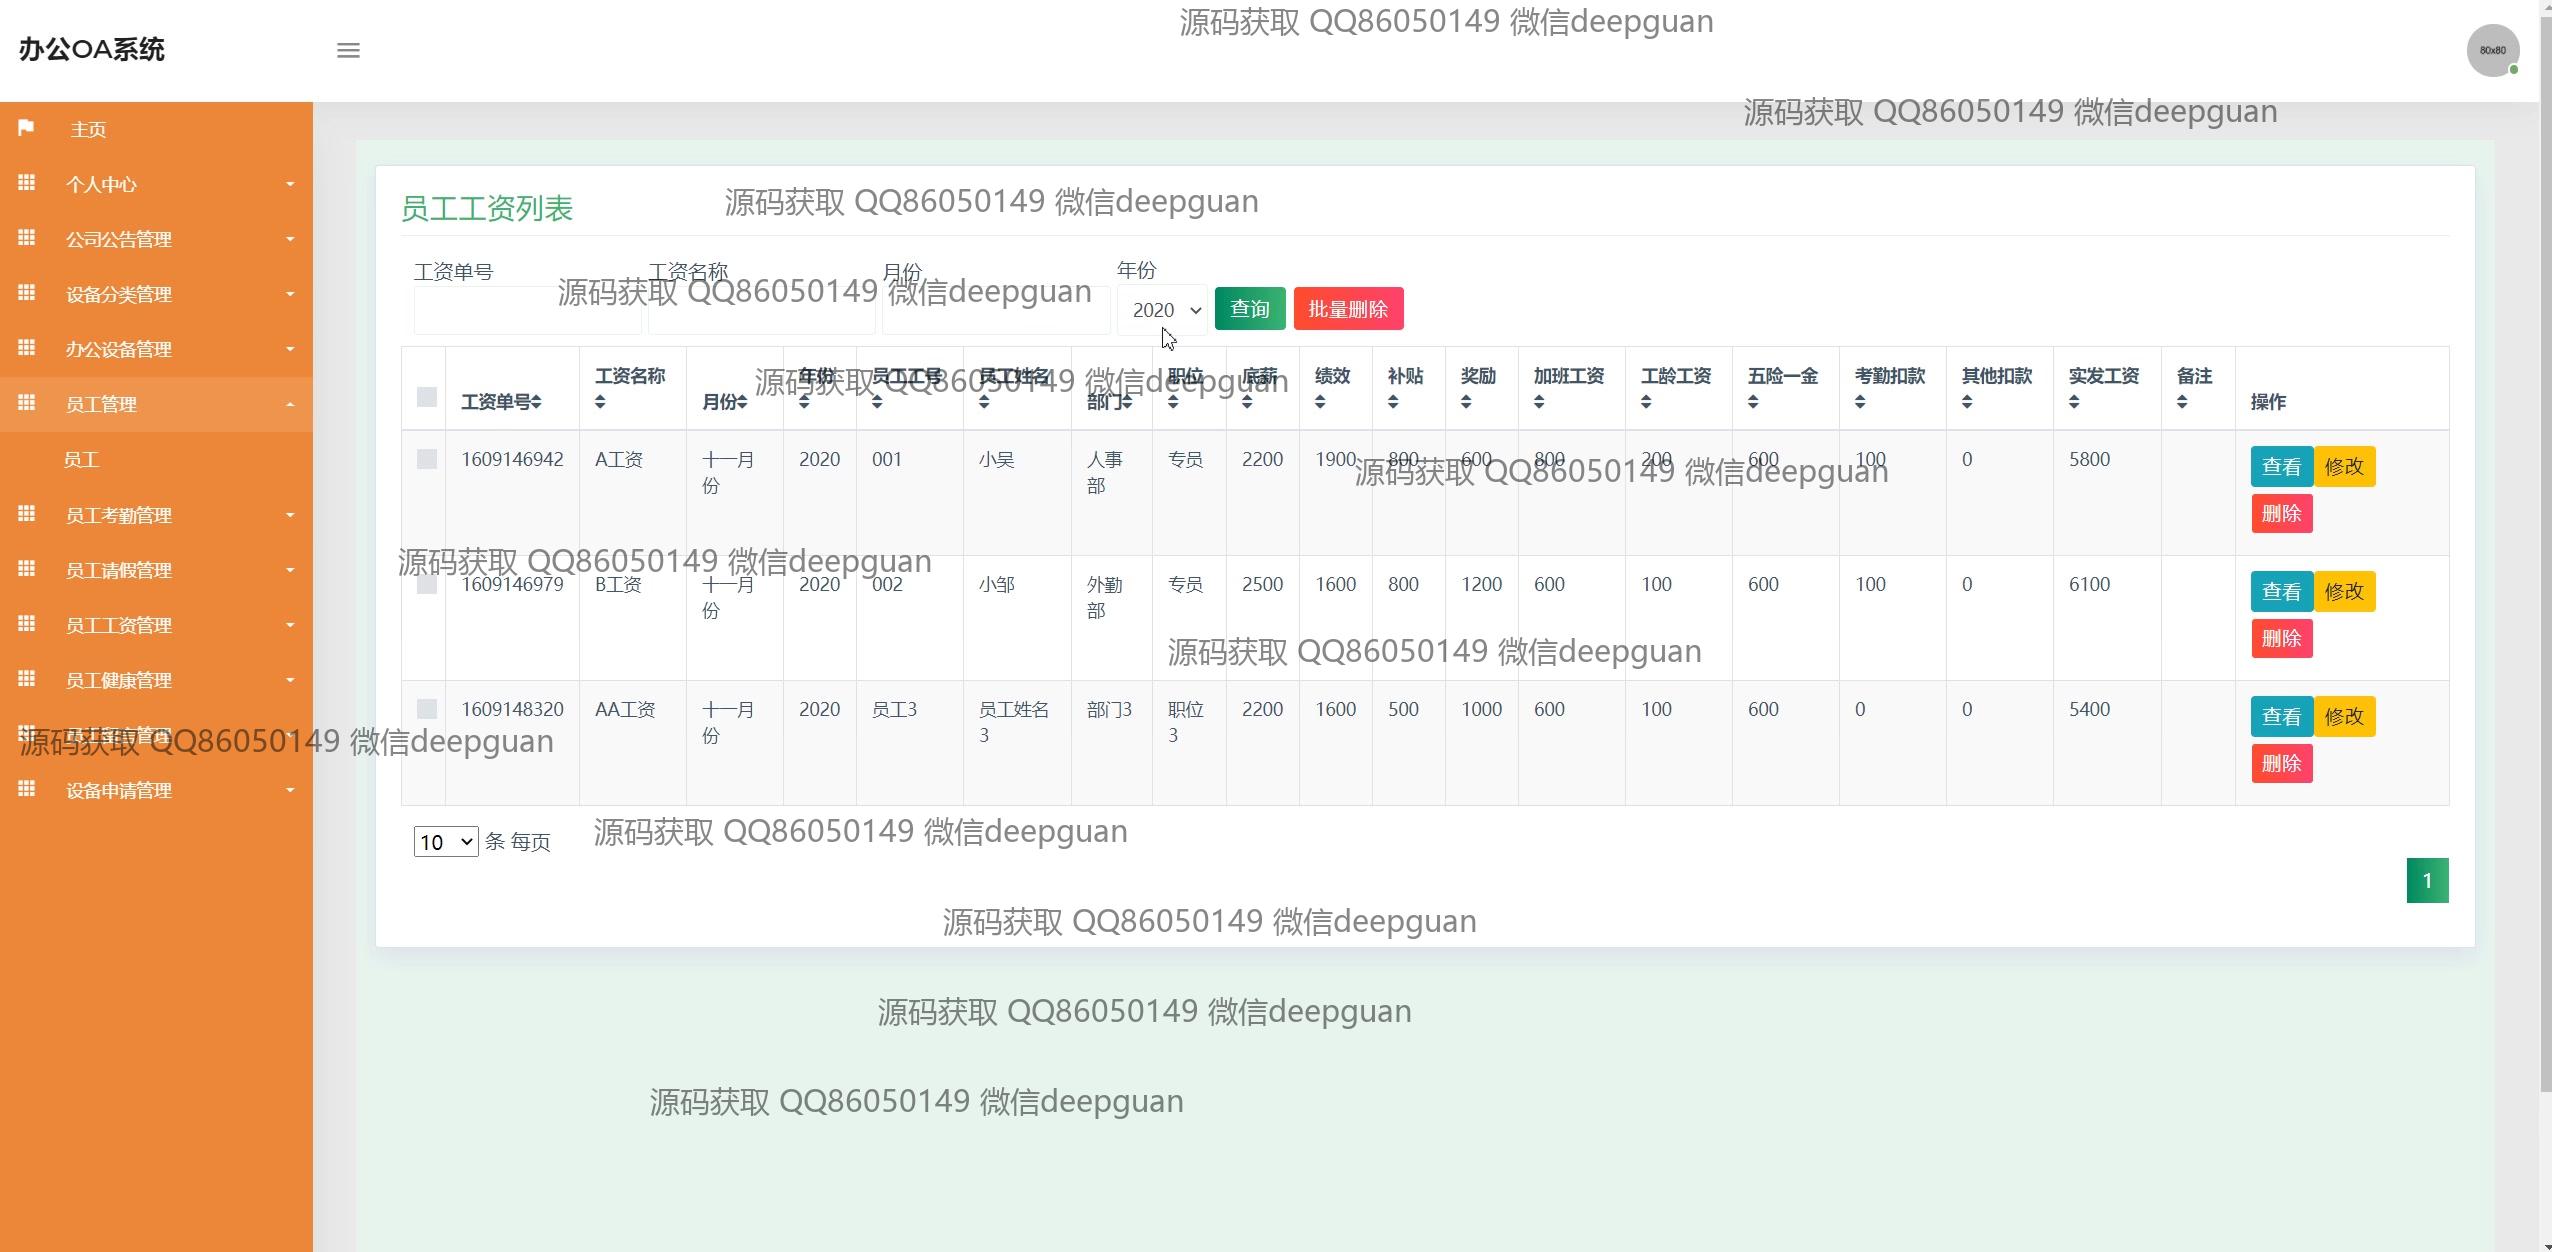 源码获取 QQ86050149 微信deepguan
办公OA系统
80x80
源码获取 QQ86050149 微信deepguan
主页
个人中心
公司公告管理
设备分类管理
办公设备管理
员工管理
员工
员工考勤管理
员工请假管理
员工工资管理
员工健康管理
源码获取 QQ86050149 微信deepguan
设备申请管理
员工工资列表
源码获取 QQ86050149 微信deepguan
工资单号 工资名称 月份 年份
源码获取 QQ86050149 微信deepguan
2020 查询 批量删除
工资单号 工资名称 月份 年份 员工工号 员工姓名 部门 职位 底薪 绩效 补贴 奖励 加班工资 工龄工资 五险一金 考勤扣款 其他扣款 实发工资 备注 操作
源码获取 QQ86050149 微信deepguan
1609146942 A工资 十一月份 2020 001 小吴 人事部 专员 2200 1900 800 600 800 200 600 100 0 5800 查看 修改 删除
源码获取 QQ86050149 微信deepguan
源码获取 QQ86050149 微信deepguan
1609146979 B工资 十一月份 2020 002 小邹 外勤部 专员 2500 1600 800 1200 600 100 600 100 0 6100 查看 修改 删除
源码获取 QQ86050149 微信deepguan
1609148320 AA工资 十一月份 2020 员工3 员工姓名3 部门3 职位3 2200 1600 500 1000 600 100 600 0 0 5400 查看 修改 删除
10 条 每页
源码获取 QQ86050149 微信deepguan
1
源码获取 QQ86050149 微信deepguan
源码获取 QQ86050149 微信deepguan
源码获取 QQ86050149 微信deepguan